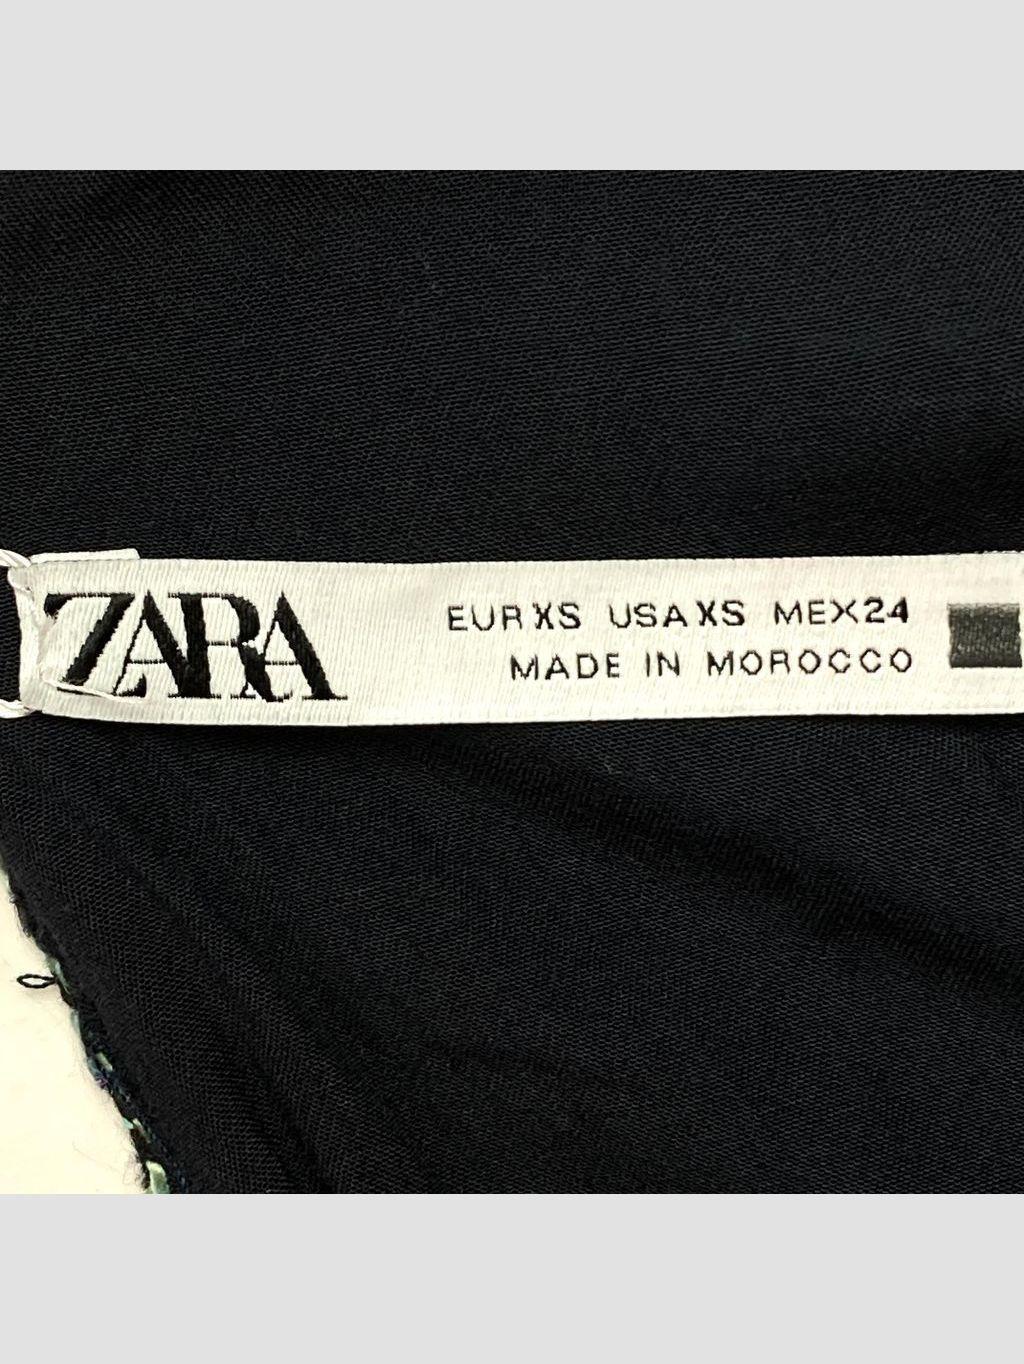 ZARA
EUR XS USA XS MEX 24
MADE IN MOROCCO